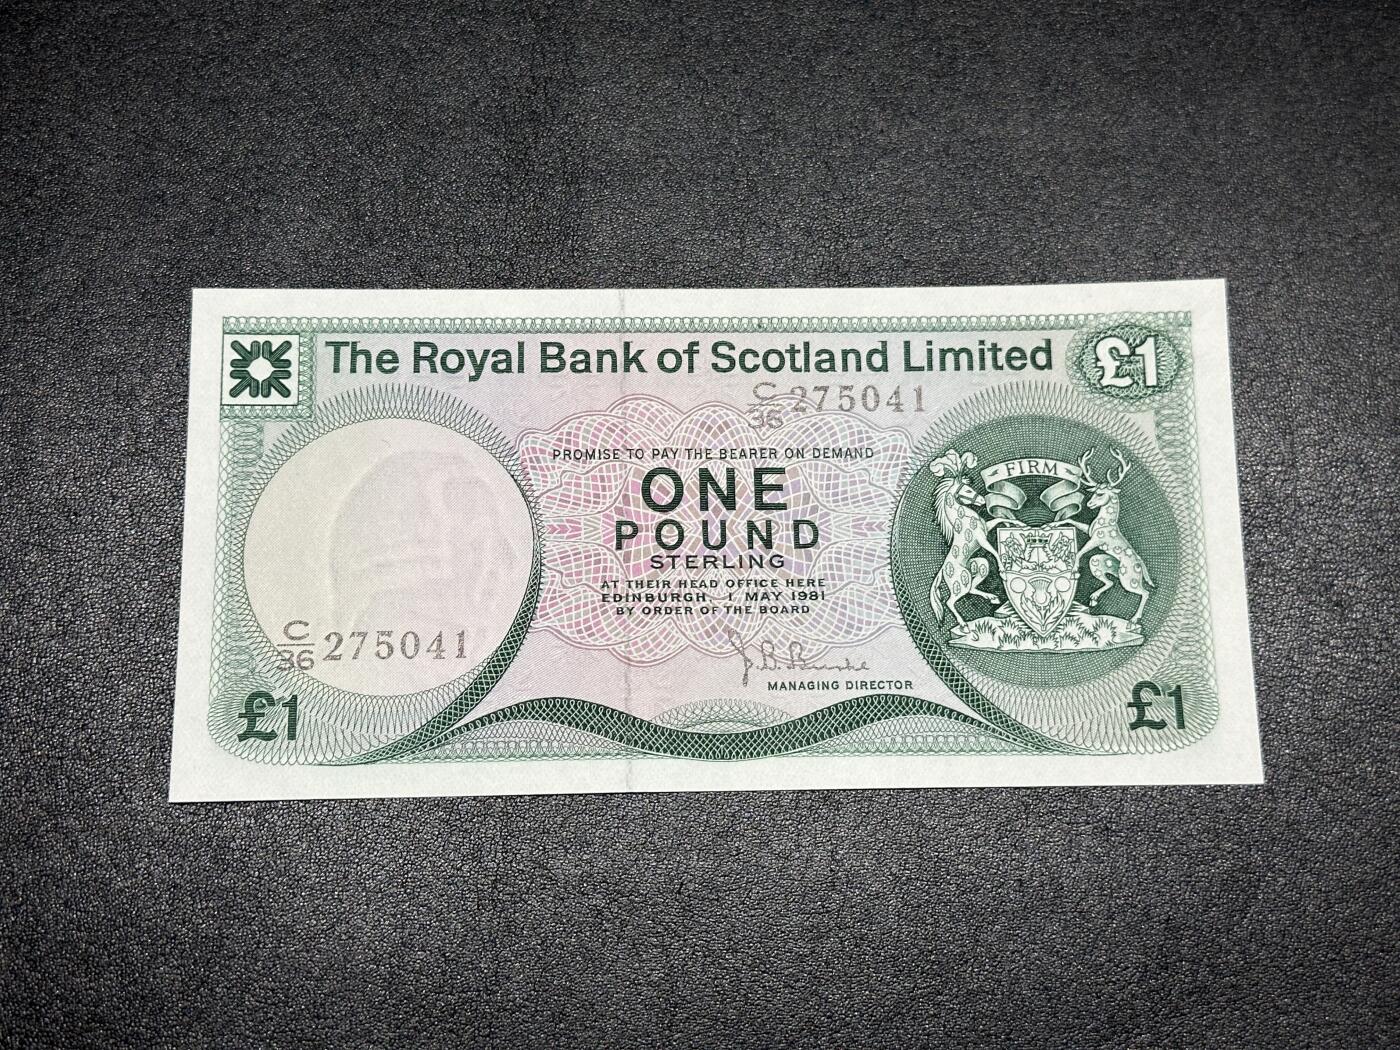 The Royal Bank of Scotland Limited
£1
C/36 275041
PROMISE TO PAY THE BEARER ON DEMAND
ONE
POUND
STERLING
AT THEIR HEAD OFFICE HERE
EDINBURGH, 1 MAY 1981
BY ORDER OF THE BOARD
J. B. Burke
MANAGING DIRECTOR
FIRM
C/36 275041
£1
£1